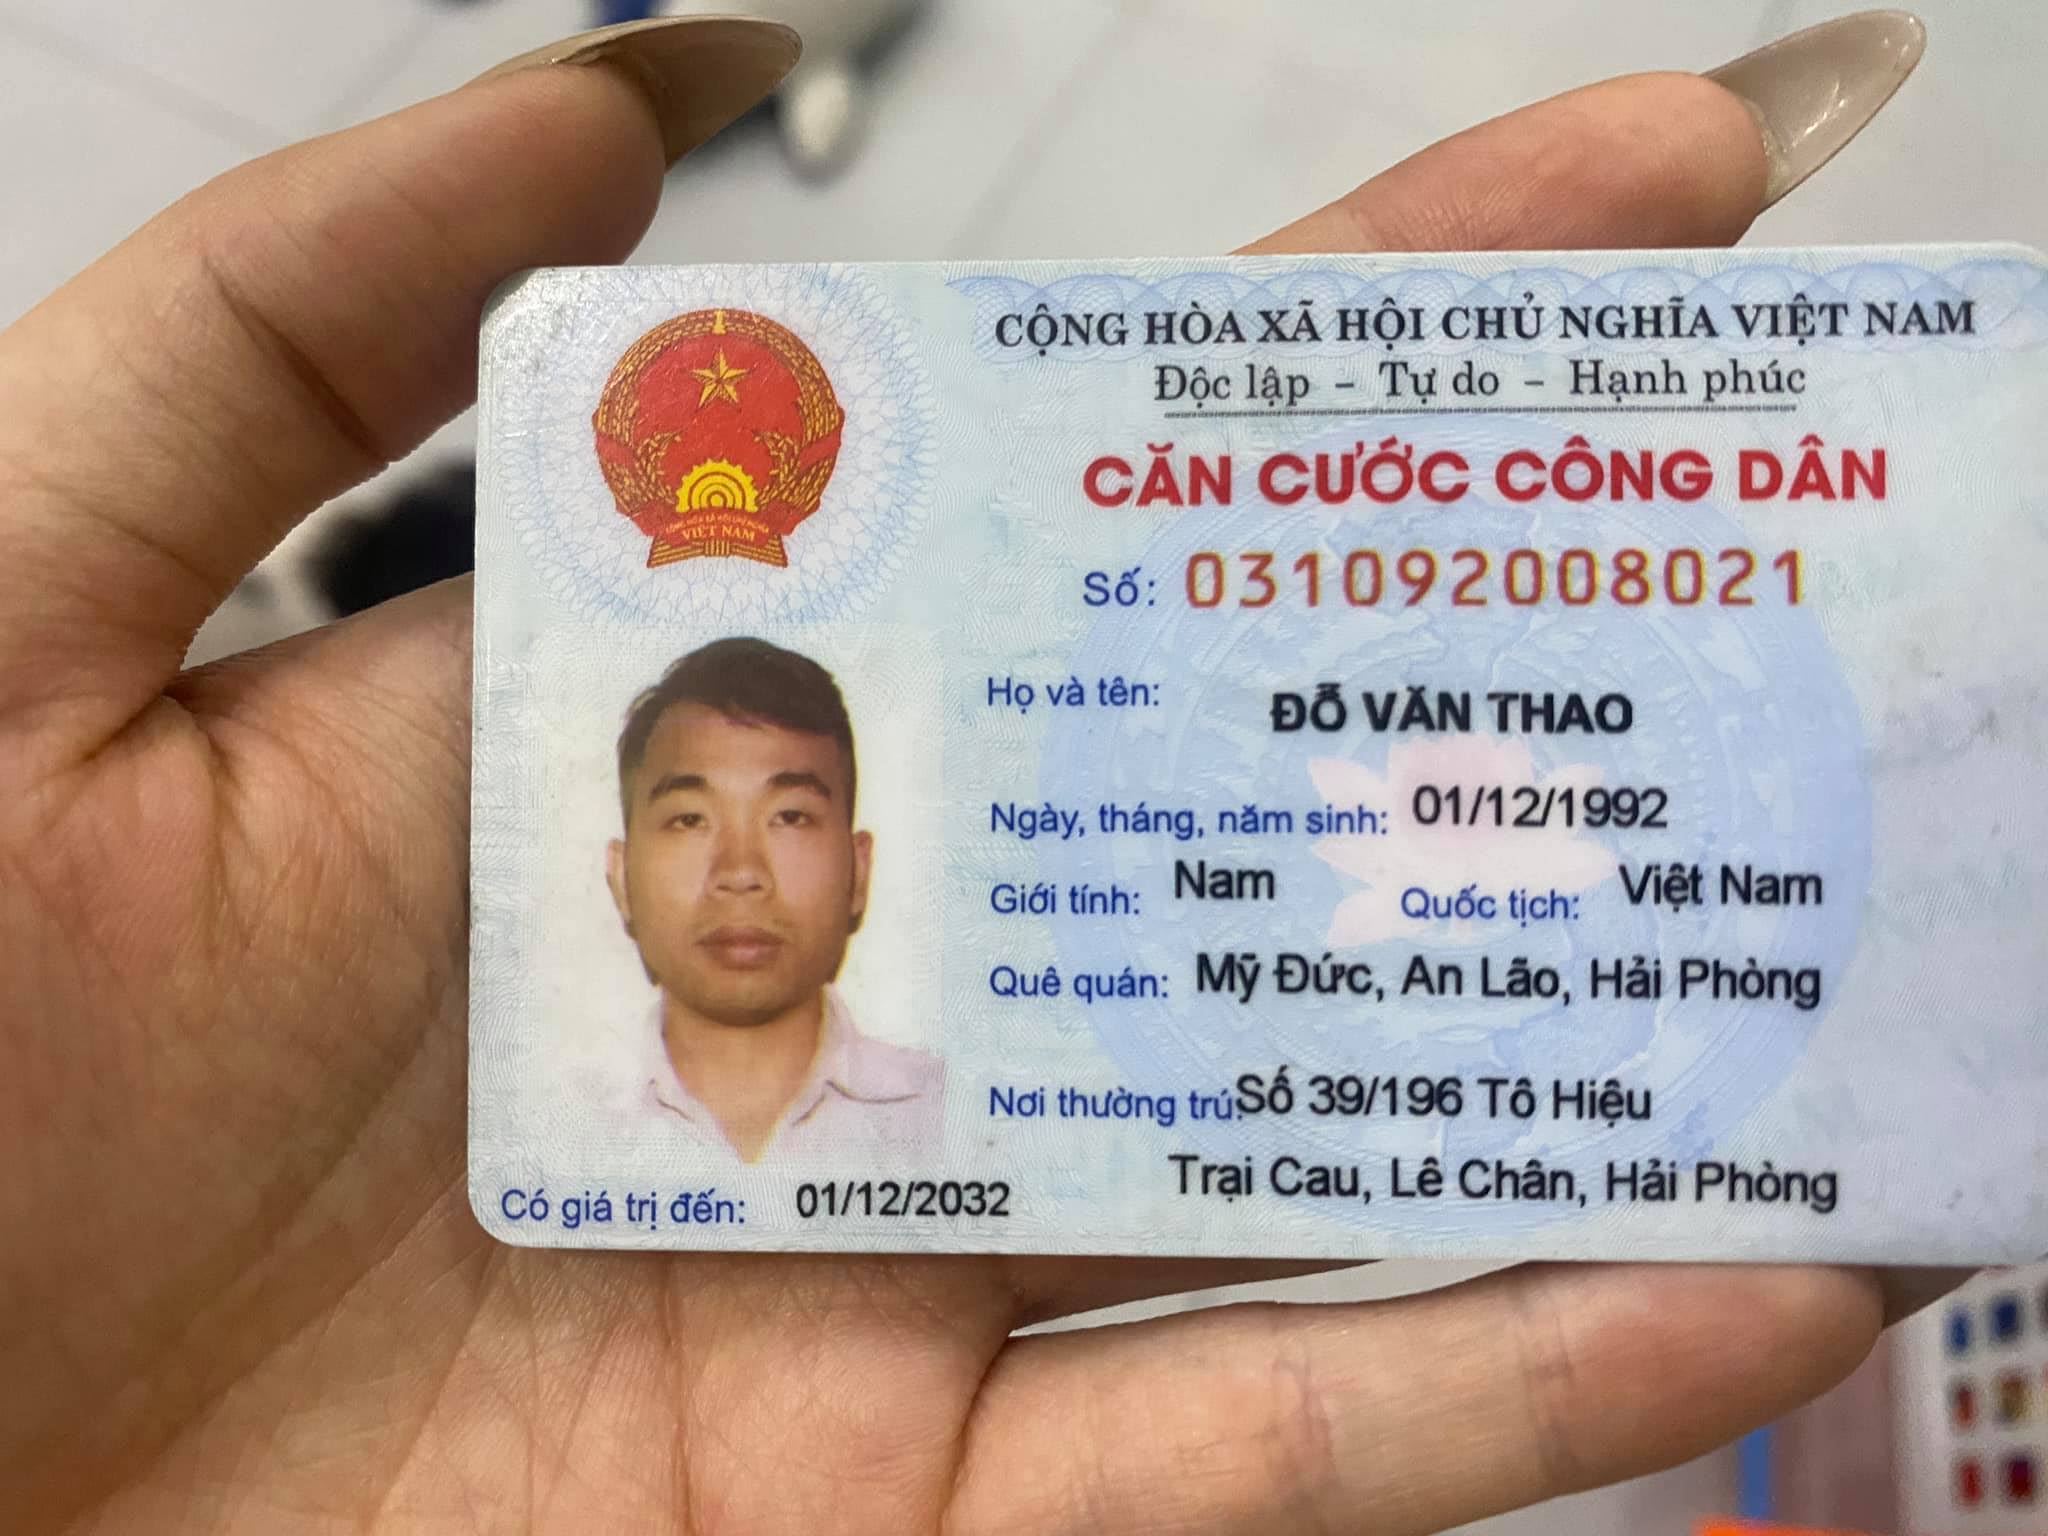 CỘNG HÒA XÃ HỘI CHỦ NGHĨA VIỆT NAM
Độc lập - Tự do - Hạnh phúc
CĂN CƯỚC CÔNG DÂN
Số: 031092008021
Họ và tên: ĐỖ VĂN THAO
Ngày, tháng, năm sinh: 01/12/1992
Giới tính: Nam Quốc tịch: Việt Nam
Quê quán: Mỹ Đức, An Lão, Hải Phòng
Nơi thường trú: Số 39/196 Tô Hiệu
Trại Cau, Lê Chân, Hải Phòng
Có giá trị đến: 01/12/2032
CỘNG HÒA XÃ HỘI CHỦ NGHĨA
VIỆT NAM